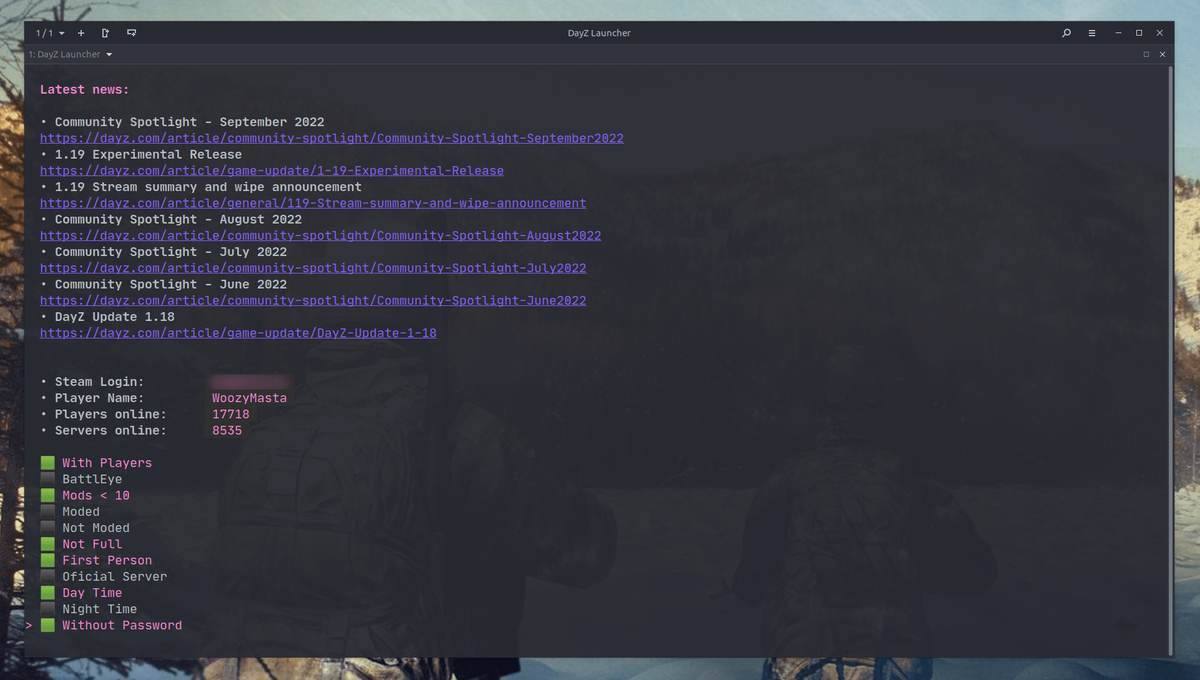 1 / 1
DayZ Launcher
1: DayZ Launcher
Latest news:
• Community Spotlight - September 2022
https://dayz.com/article/community-spotlight/Community-Spotlight-September2022
• 1.19 Experimental Release
https://dayz.com/article/game-update/1-19-Experimental-Release
• 1.19 Stream summary and wipe announcement
https://dayz.com/article/general/119-Stream-summary-and-wipe-announcement
• Community Spotlight - August 2022
https://dayz.com/article/community-spotlight/Community-Spotlight-August2022
• Community Spotlight - July 2022
https://dayz.com/article/community-spotlight/Community-Spotlight-July2022
• Community Spotlight - June 2022
https://dayz.com/article/community-spotlight/Community-Spotlight-June2022
• DayZ Update 1.18
https://dayz.com/article/game-update/DayZ-Update-1-18
• Steam Login:
• Player Name: WoozyMasta
• Players online: 17718
• Servers online: 8535
With Players
BattlEye
Mods < 10
Moded
Not Moded
Not Full
First Person
Oficial Server
Day Time
Night Time
> Without Password